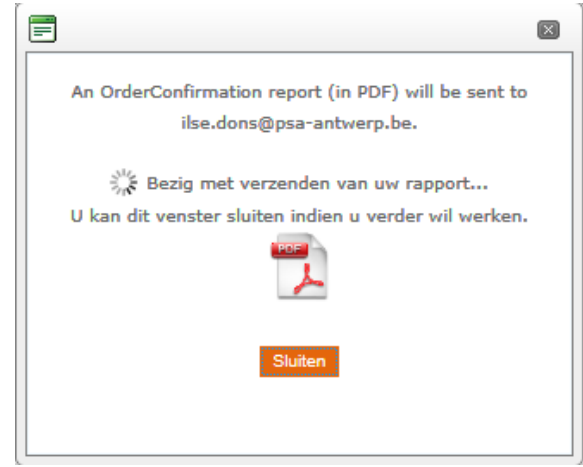 An OrderConfirmation report (in PDF) will be sent to
ilse.dons@psa-antwerp.be.
Bezig met verzenden van uw rapport...
U kan dit venster sluiten indien u verder wil werken.
PDF
Sluiten